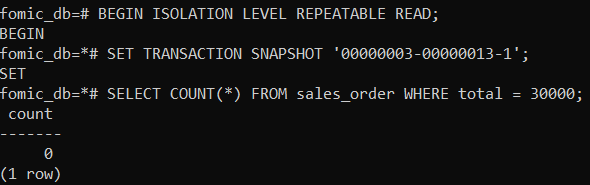 fomic_db=# BEGIN ISOLATION LEVEL REPEATABLE READ;
BEGIN
fomic_db=*# SET TRANSACTION SNAPSHOT '00000003-00000013-1';
SET
fomic_db=*# SELECT COUNT(*) FROM sales_order WHERE total = 30000;
 count
-------
     0
(1 row)